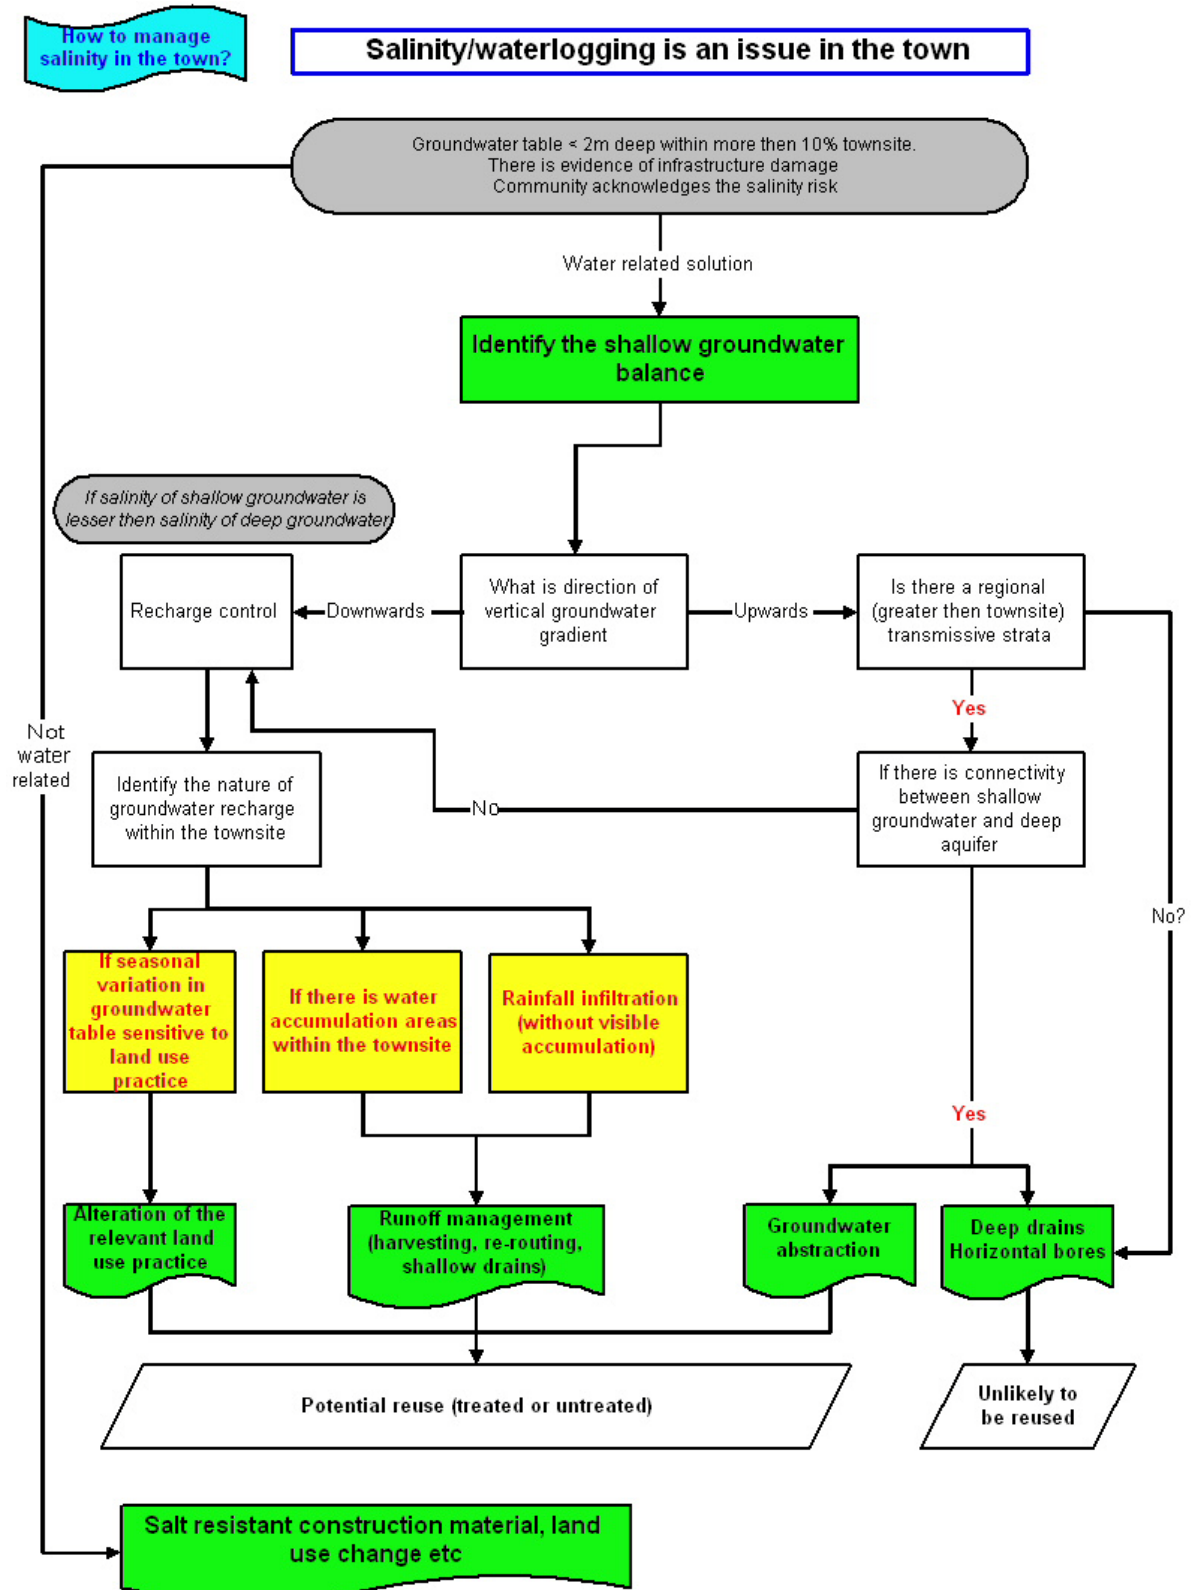 How to manage
salinity in the town?
Salinity/waterlogging is an issue in the town
Groundwater table < 2m deep within more then 10% townsite.
There is evidence of infrastructure damage
Community acknowledges the salinity risk
Water related solution
Identify the shallow groundwater
balance
If salinity of shallow groundwater is
lesser then salinity of deep groundwater
Recharge control
Downwards
What is direction of
vertical groundwater
gradient
Upwards
Is there a regional
(greater then townsite)
transmissive strata
Yes
Not
water
related
Identify the nature of
groundwater recharge
within the townsite
No
If there is connectivity
between shallow
groundwater and deep
aquifer
No?
If seasonal
variation in
groundwater
table sensitive to
land use
practice
If there is water
accumulation areas
within the townsite
Rainfall infiltration
(without visible
accumulation)
Yes
Alteration of the
relevant land
use practice
Runoff management
(harvesting, re-routing,
shallow drains)
Groundwater
abstraction
Deep drains
Horizontal bores
Potential reuse (treated or untreated)
Unlikely to
be reused
Salt resistant construction material, land
use change etc